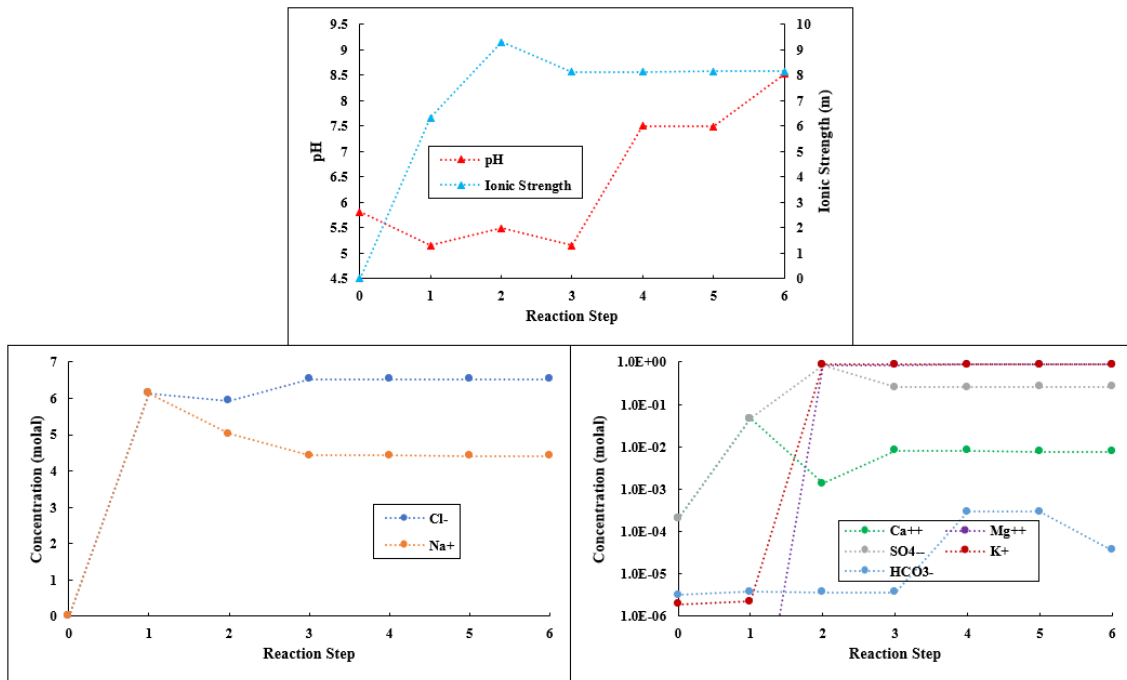 9.5
9
8.5
8
7.5
7
6.5
6
5.5
5
4.5
pH
10
9
8
7
6
5
4
3
2
1
0
Ionic Strength (m)
pH
Ionic Strength
0 1 2 3 4 5 6
Reaction Step
7
6
5
4
3
2
1
0
Concentration (molal)
Cl-
Na+
0 1 2 3 4 5 6
Reaction Step
1.0E+00
1.0E-01
1.0E-02
1.0E-03
1.0E-04
1.0E-05
1.0E-06
Concentration (molal)
Ca++ Mg++
SO4-- K+
HCO3-
0 1 2 3 4 5 6
Reaction Step